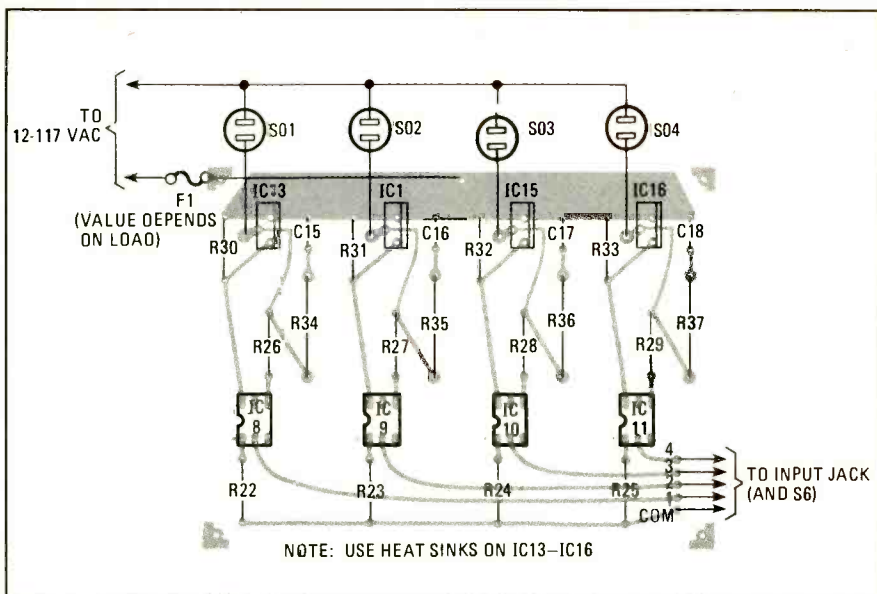 TO
12-117 VAC
S01
S02
S03
S04
F1
(VALUE DEPENDS
ON LOAD)
IC13
IC1
IC15
IC16
R30
C15
R31
C16
R32
C17
R33
C18
R34
R35
R36
R37
R26
R27
R28
R29
IC
8
IC
9
IC
10
IC
11
4
3
2
1
COM
TO INPUT JACK
(AND S6)
R22
R23
R24
R25
NOTE: USE HEAT SINKS ON IC13–IC16